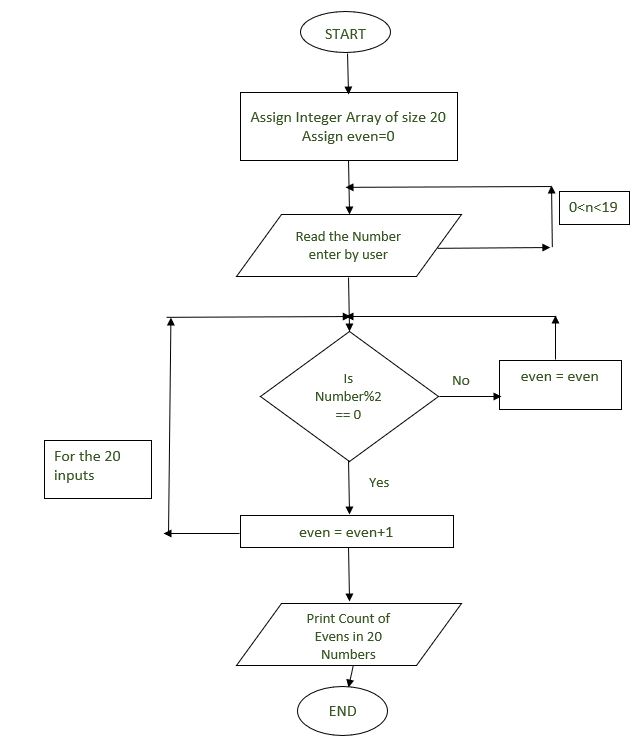 START
Assign Integer Array of size 20
Assign even=0
0<n<19
Read the Number
enter by user
Is
Number%2
== 0
No
even = even
Yes
For the 20
inputs
even = even+1
Print Count of
Evens in 20
Numbers
END